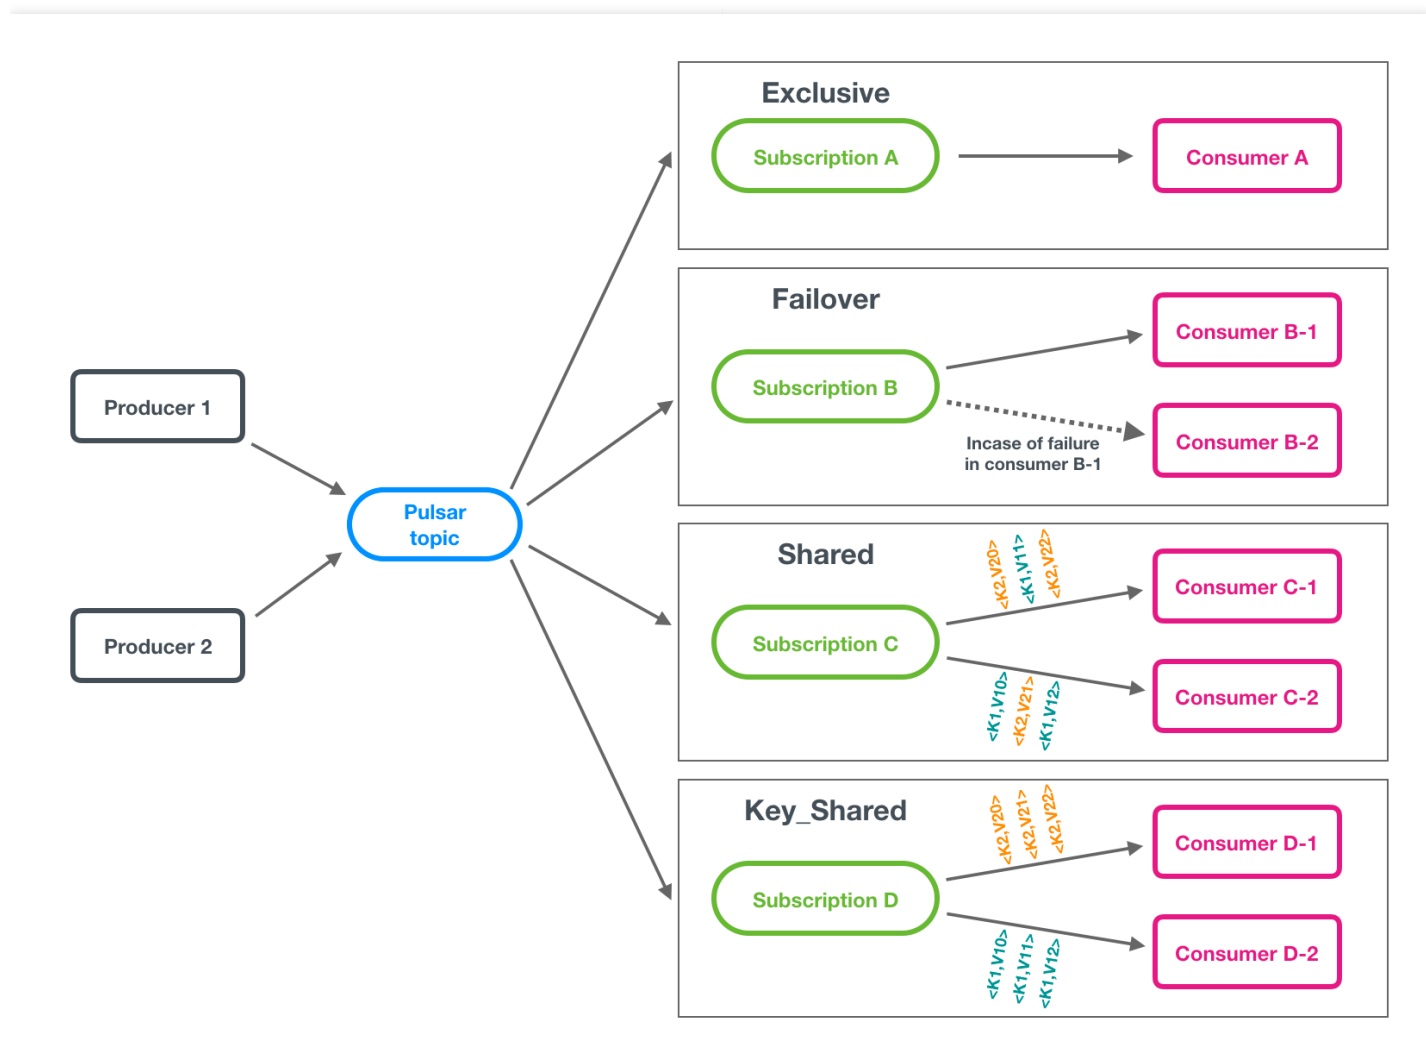 Producer 1
Producer 2
Pulsar
topic
Exclusive
Subscription A
Consumer A
Failover
Subscription B
Consumer B-1
Consumer B-2
Incase of failure
in consumer B-1
Shared
Subscription C
<K2,V20>
<K1,V11>
<K2,V22>
Consumer C-1
<K1,V10>
<K2,V21>
<K1,V12>
Consumer C-2
Key_Shared
Subscription D
<K2,V20>
<K2,V21>
<K2,V22>
Consumer D-1
<K1,V10>
<K1,V11>
<K1,V12>
Consumer D-2